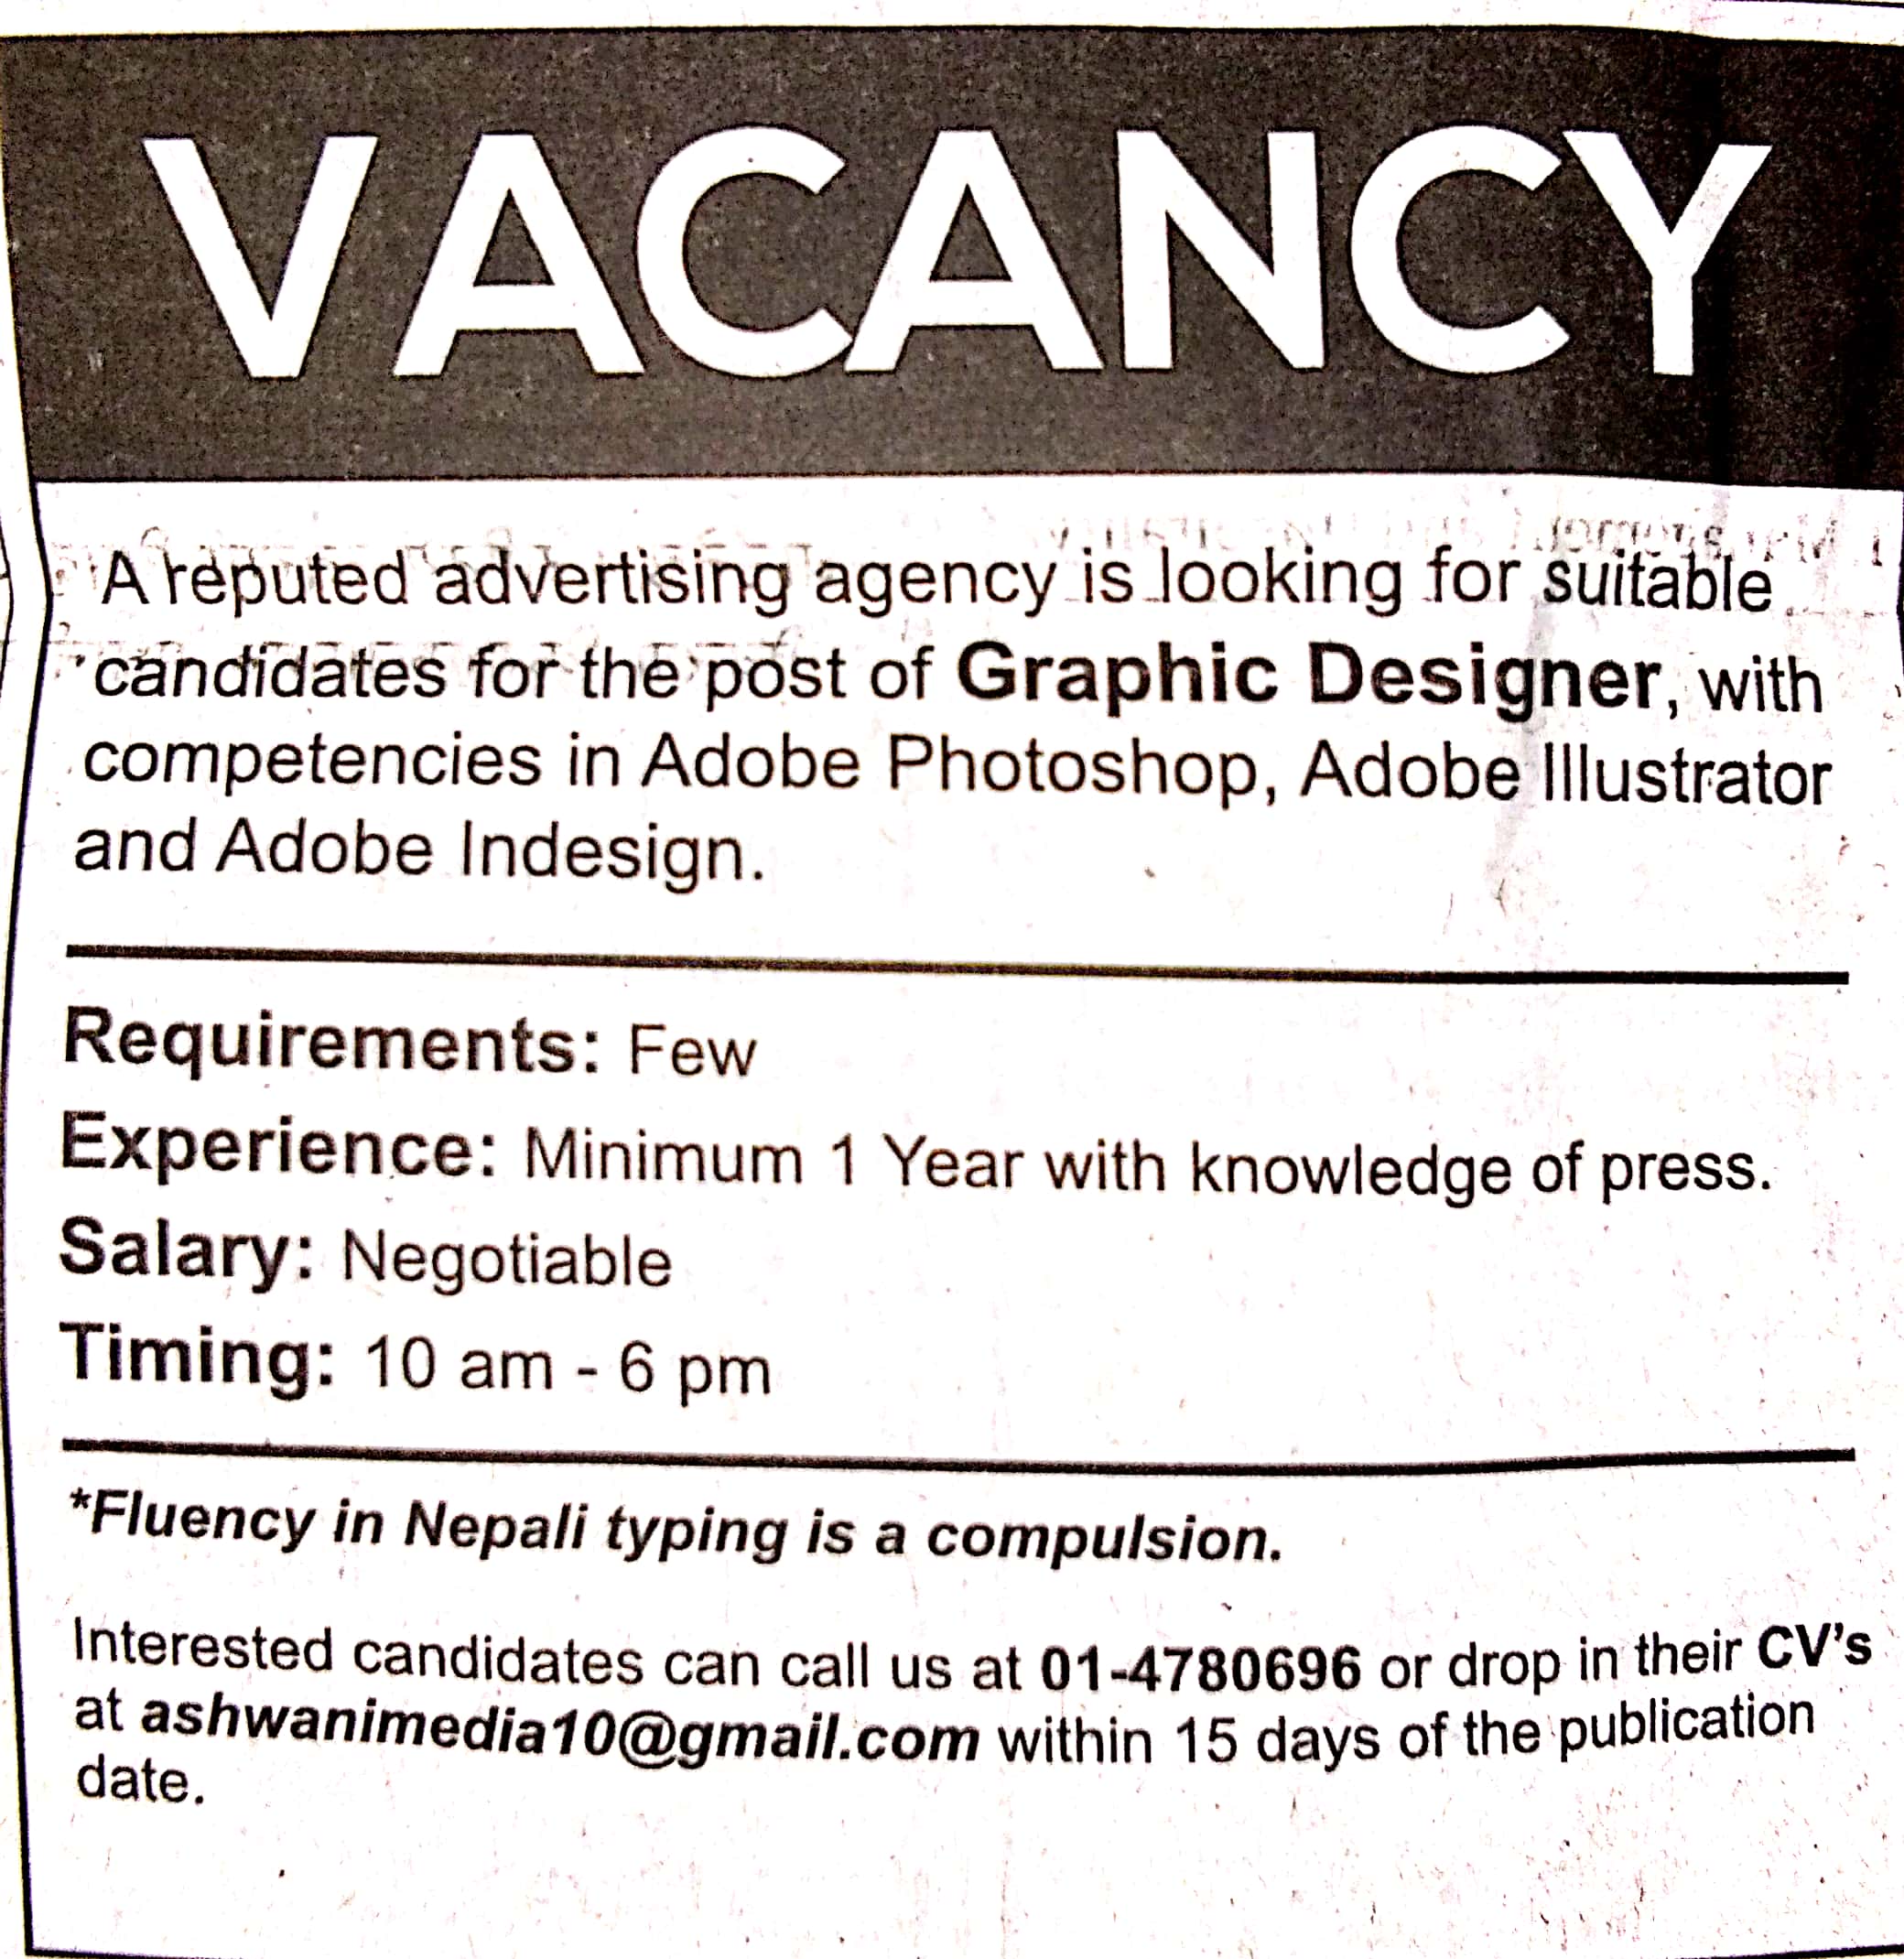 VACANCY
A reputed advertising agency is looking for suitable
candidates for the post of Graphic Designer, with
competencies in Adobe Photoshop, Adobe Illustrator
and Adobe Indesign.
Requirements: Few
Experience: Minimum 1 Year with knowledge of press.
Salary: Negotiable
Timing: 10 am - 6 pm
*Fluency in Nepali typing is a compulsion.
Interested candidates can call us at 01-4780696 or drop in their CV's
at ashwanimedia10@gmail.com within 15 days of the publication
date.